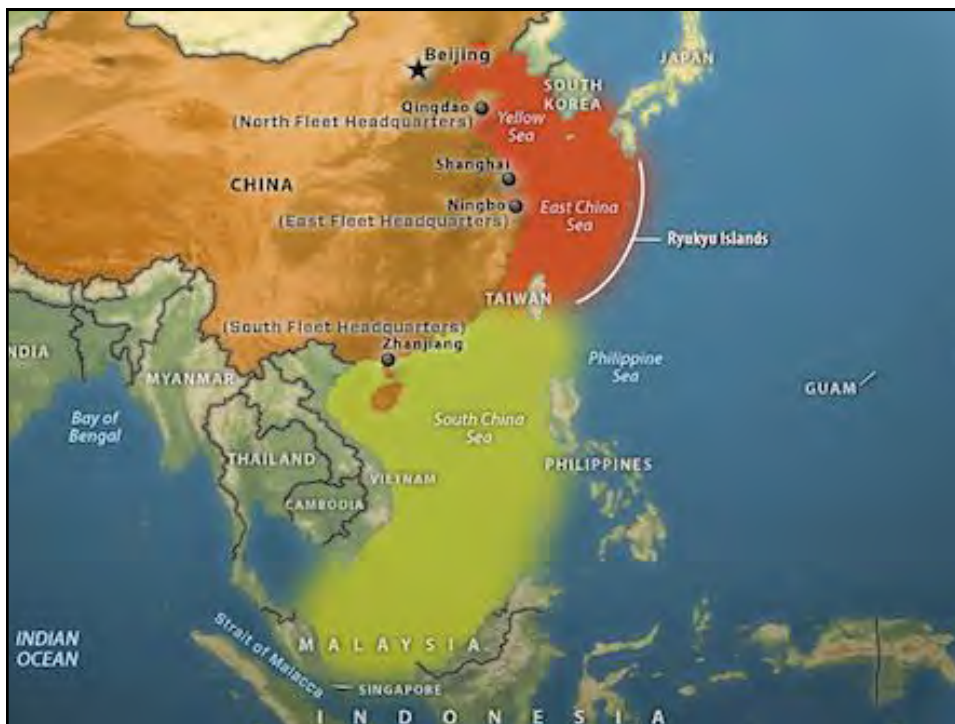 Beijing
JAPAN
SOUTH
KOREA
Qingdao
(North Fleet Headquarters)
Yellow
Sea
Shanghai
CHINA
Ningbo
(East Fleet Headquarters)
East China
Sea
Ryukyu Islands
TAIWAN
(South Fleet Headquarters)
Zhanjiang
NDIA
MYANMAR
Philippine
Sea
GUAM
Bay of
Bengal
South China
Sea
THAILAND
PHILIPPINES
VIETNAM
CAMBODIA
INDIAN
OCEAN
Strait of Malacca
MALAYSIA
SINGAPORE
INDONESIA